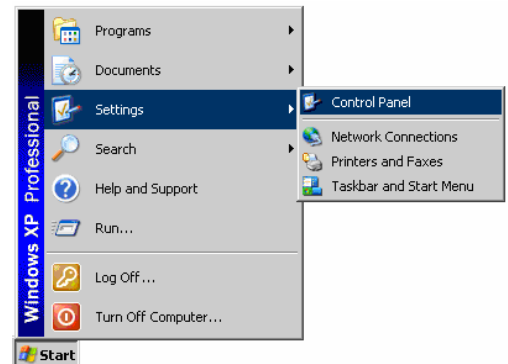 Programs
Documents
Settings
Search
Help and Support
Run...
Log Off...
Turn Off Computer...
Control Panel
Network Connections
Printers and Faxes
Taskbar and Start Menu
Windows XP Professional
Start